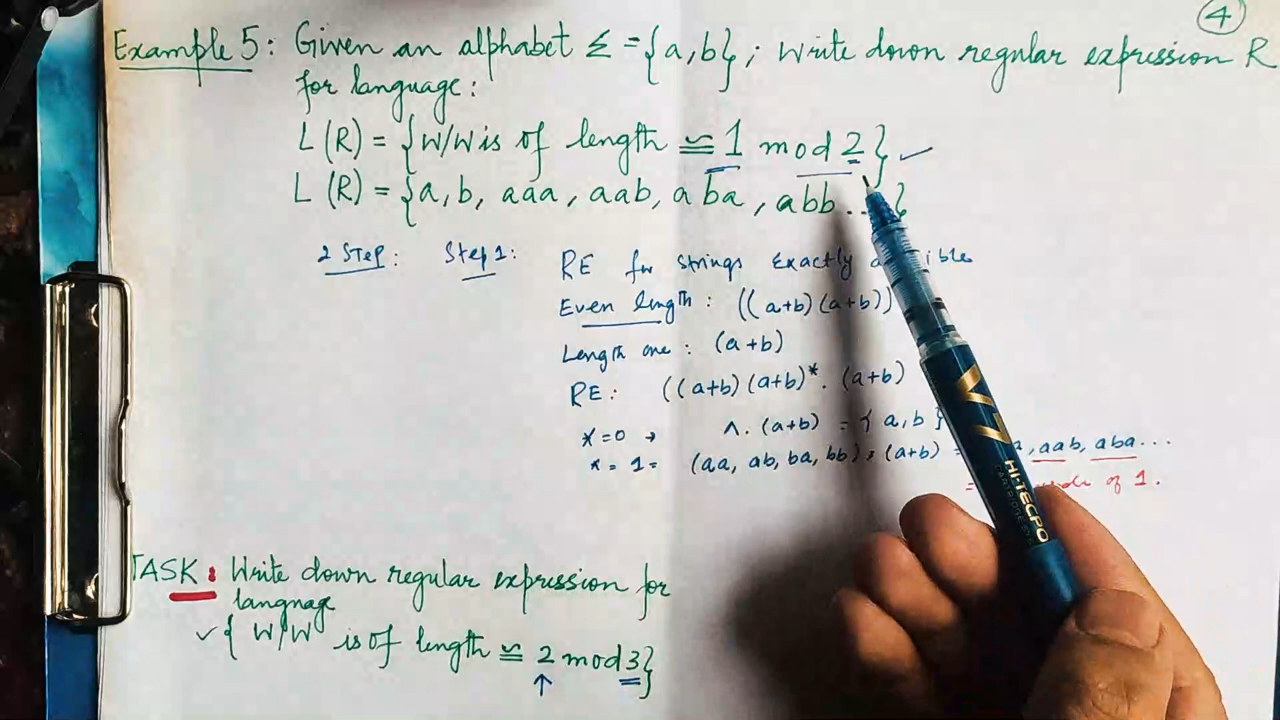 4
Example 5: Given an alphabet Σ = {a,b}; Write down regular expression R
for language:
L(R) = {W/W is of length ≌ 1 mod 2} ✓
L(R) = {a, b, aaa, aab, aba, abb...}
2 Step: Step 1: RE for strings exactly
Even length: ((a+b)(a+b))
Length one: (a+b)
RE: ((a+b)(a+b)*. (a+b)
*=0 → ʌ.(a+b) = {a,b}
*=1= (aa, ab, ba, bb).(a+b) = , aab, aba...
= of 1.
TASK: Write down regular expression for
language
✓ { W/W is of length ≌ 2 mod 3}
↑
V7
HI-TECPO